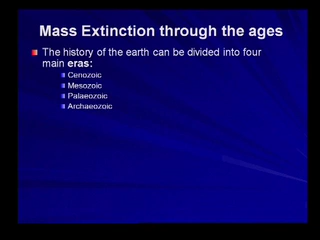 Mass Extinction through the ages
The history of the earth can be divided into four
main eras:
Cenozoic
Mesozoic
Palaeozoic
Archaeozoic